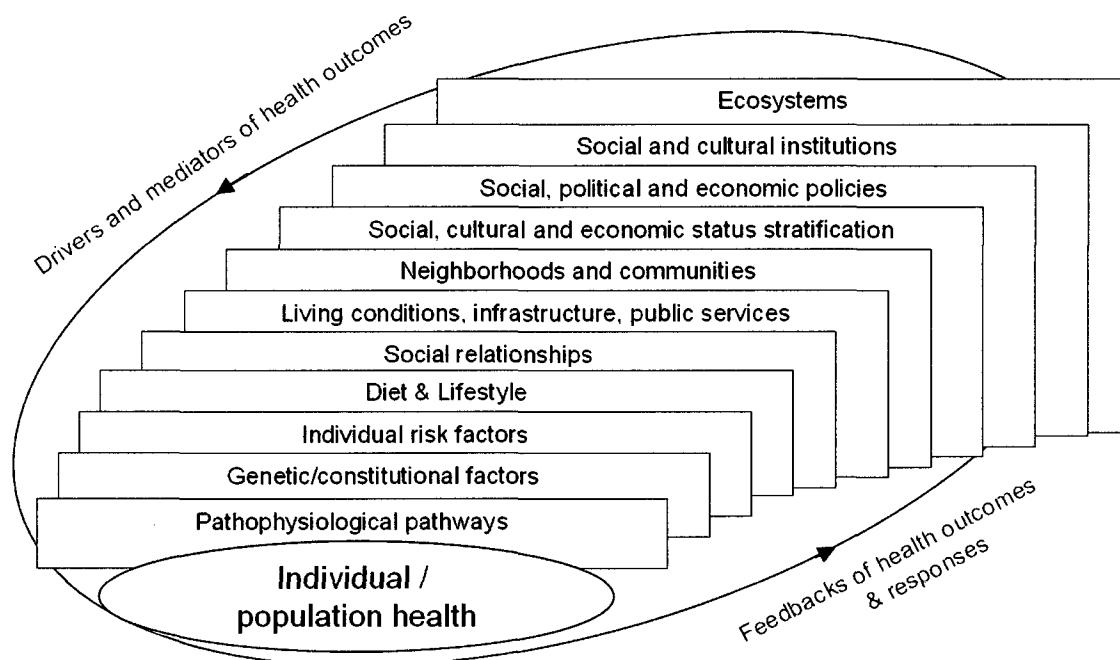 Drivers and mediators of health outcomes
Ecosystems
Social and cultural institutions
Social, political and economic policies
Social, cultural and economic status stratification
Neighborhoods and communities
Living conditions, infrastructure, public services
Social relationships
Diet & Lifestyle
Individual risk factors
Genetic/constitutional factors
Pathophysiological pathways
Individual /
population health
Feedbacks of health outcomes
& responses